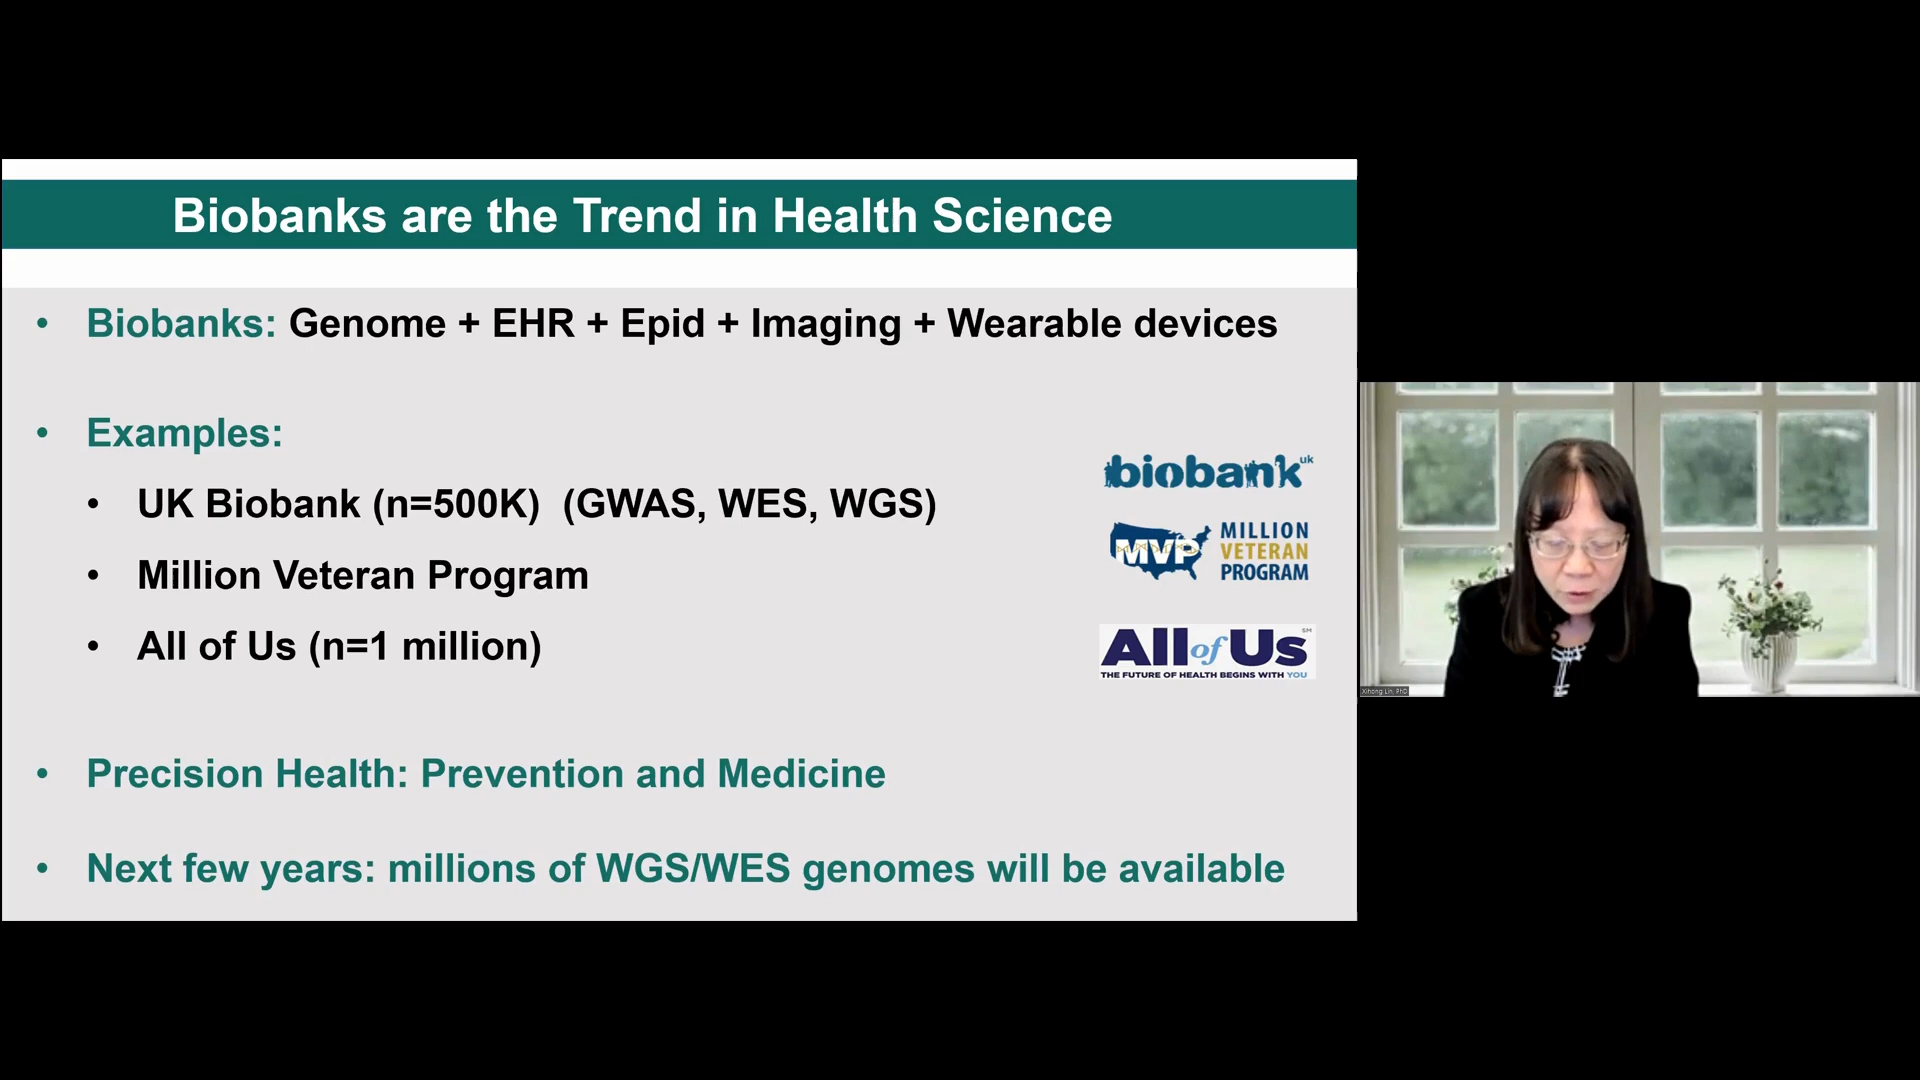 Biobanks are the Trend in Health Science
• Biobanks: Genome + EHR + Epid + Imaging + Wearable devices
• Examples:
• UK Biobank (n=500K) (GWAS, WES, WGS)
• Million Veteran Program
• All of Us (n=1 million)
biobank uk
MVP MILLION
VETERAN
PROGRAM
All of Us SM
THE FUTURE OF HEALTH BEGINS WITH YOU
• Precision Health: Prevention and Medicine
• Next few years: millions of WGS/WES genomes will be available
Xihong Lin, PhD